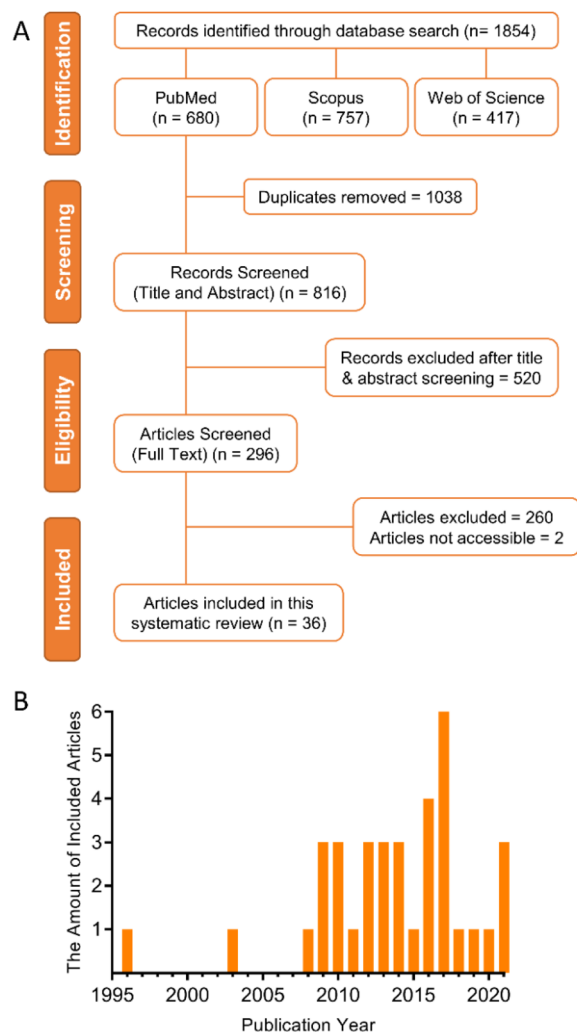 A
Identification
Records identified through database search (n= 1854)
PubMed
(n = 680)
Scopus
(n = 757)
Web of Science
(n = 417)
Screening
Duplicates removed = 1038
Records Screened
(Title and Abstract) (n = 816)
Eligibility
Records excluded after title
& abstract screening = 520
Articles Screened
(Full Text) (n = 296)
Included
Articles excluded = 260
Articles not accessible = 2
Articles included in this
systematic review (n = 36)
B
The Amount of Included Articles
6
5
4
3
2
1
1995
2000
2005
2010
2015
2020
Publication Year